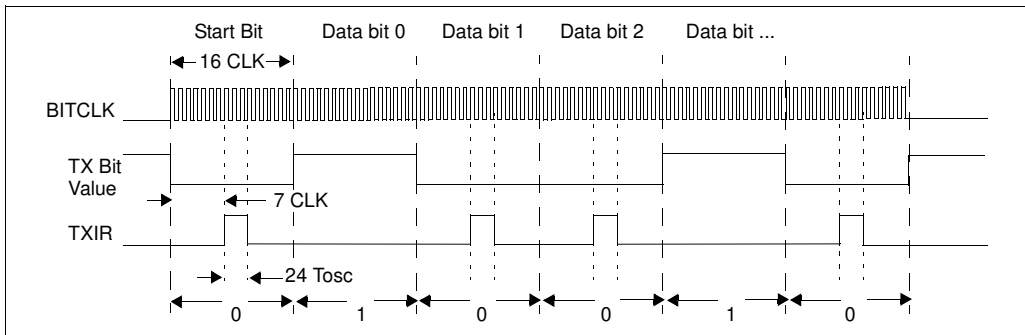 Start Bit Data bit 0 Data bit 1 Data bit 2 Data bit ...
16 CLK
BITCLK
TX Bit
Value
7 CLK
TXIR
24 Tosc
0 1 0 0 1 0